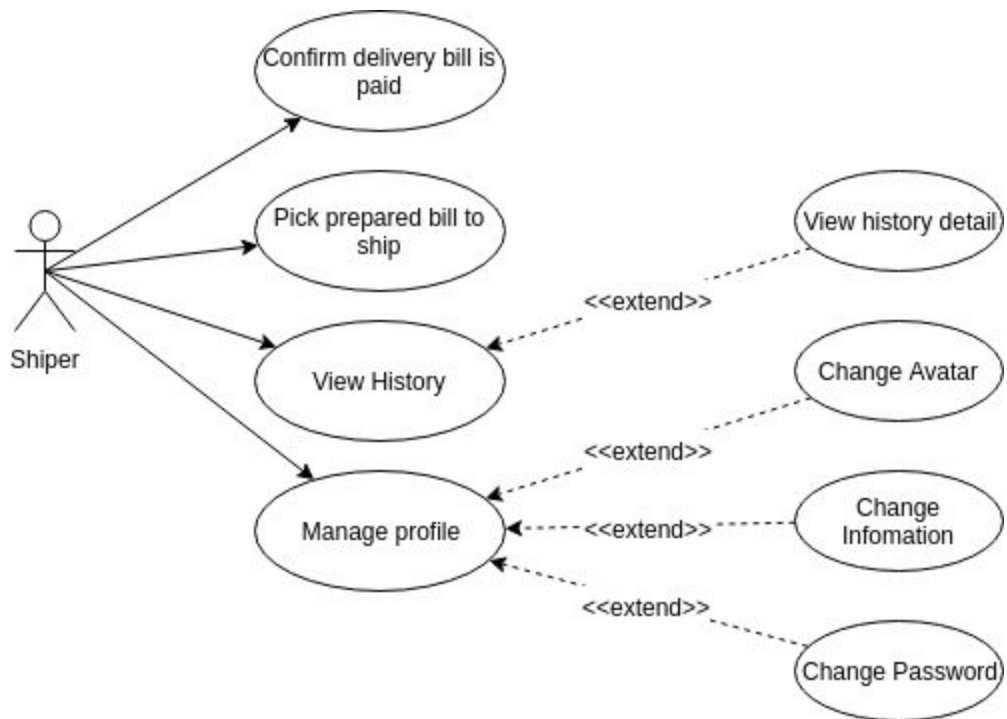 Confirm delivery bill is
paid
Pick prepared bill to
ship
View history detail
<<extend>>
Shiper
View History
Change Avatar
<<extend>>
Manage profile
<<extend>>
Change
Infomation
<<extend>>
Change Password